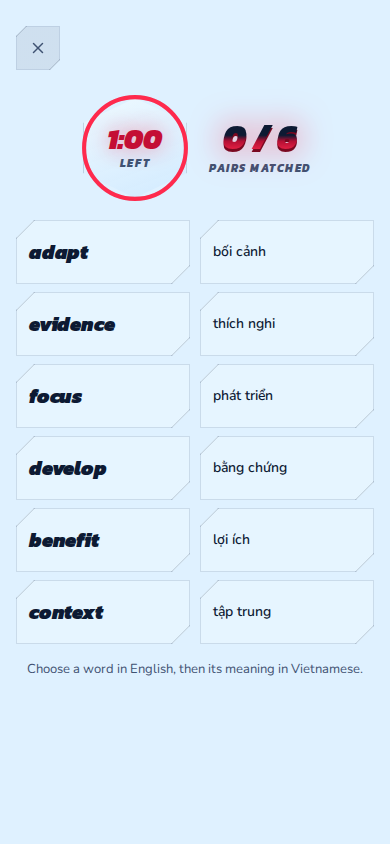 1:00
LEFT
0/6
PAIRS MATCHED
adapt
bối cảnh
evidence
thích nghi
focus
phát triển
develop
bằng chứng
benefit
lợi ích
context
tập trung
Choose a word in English, then its meaning in Vietnamese.